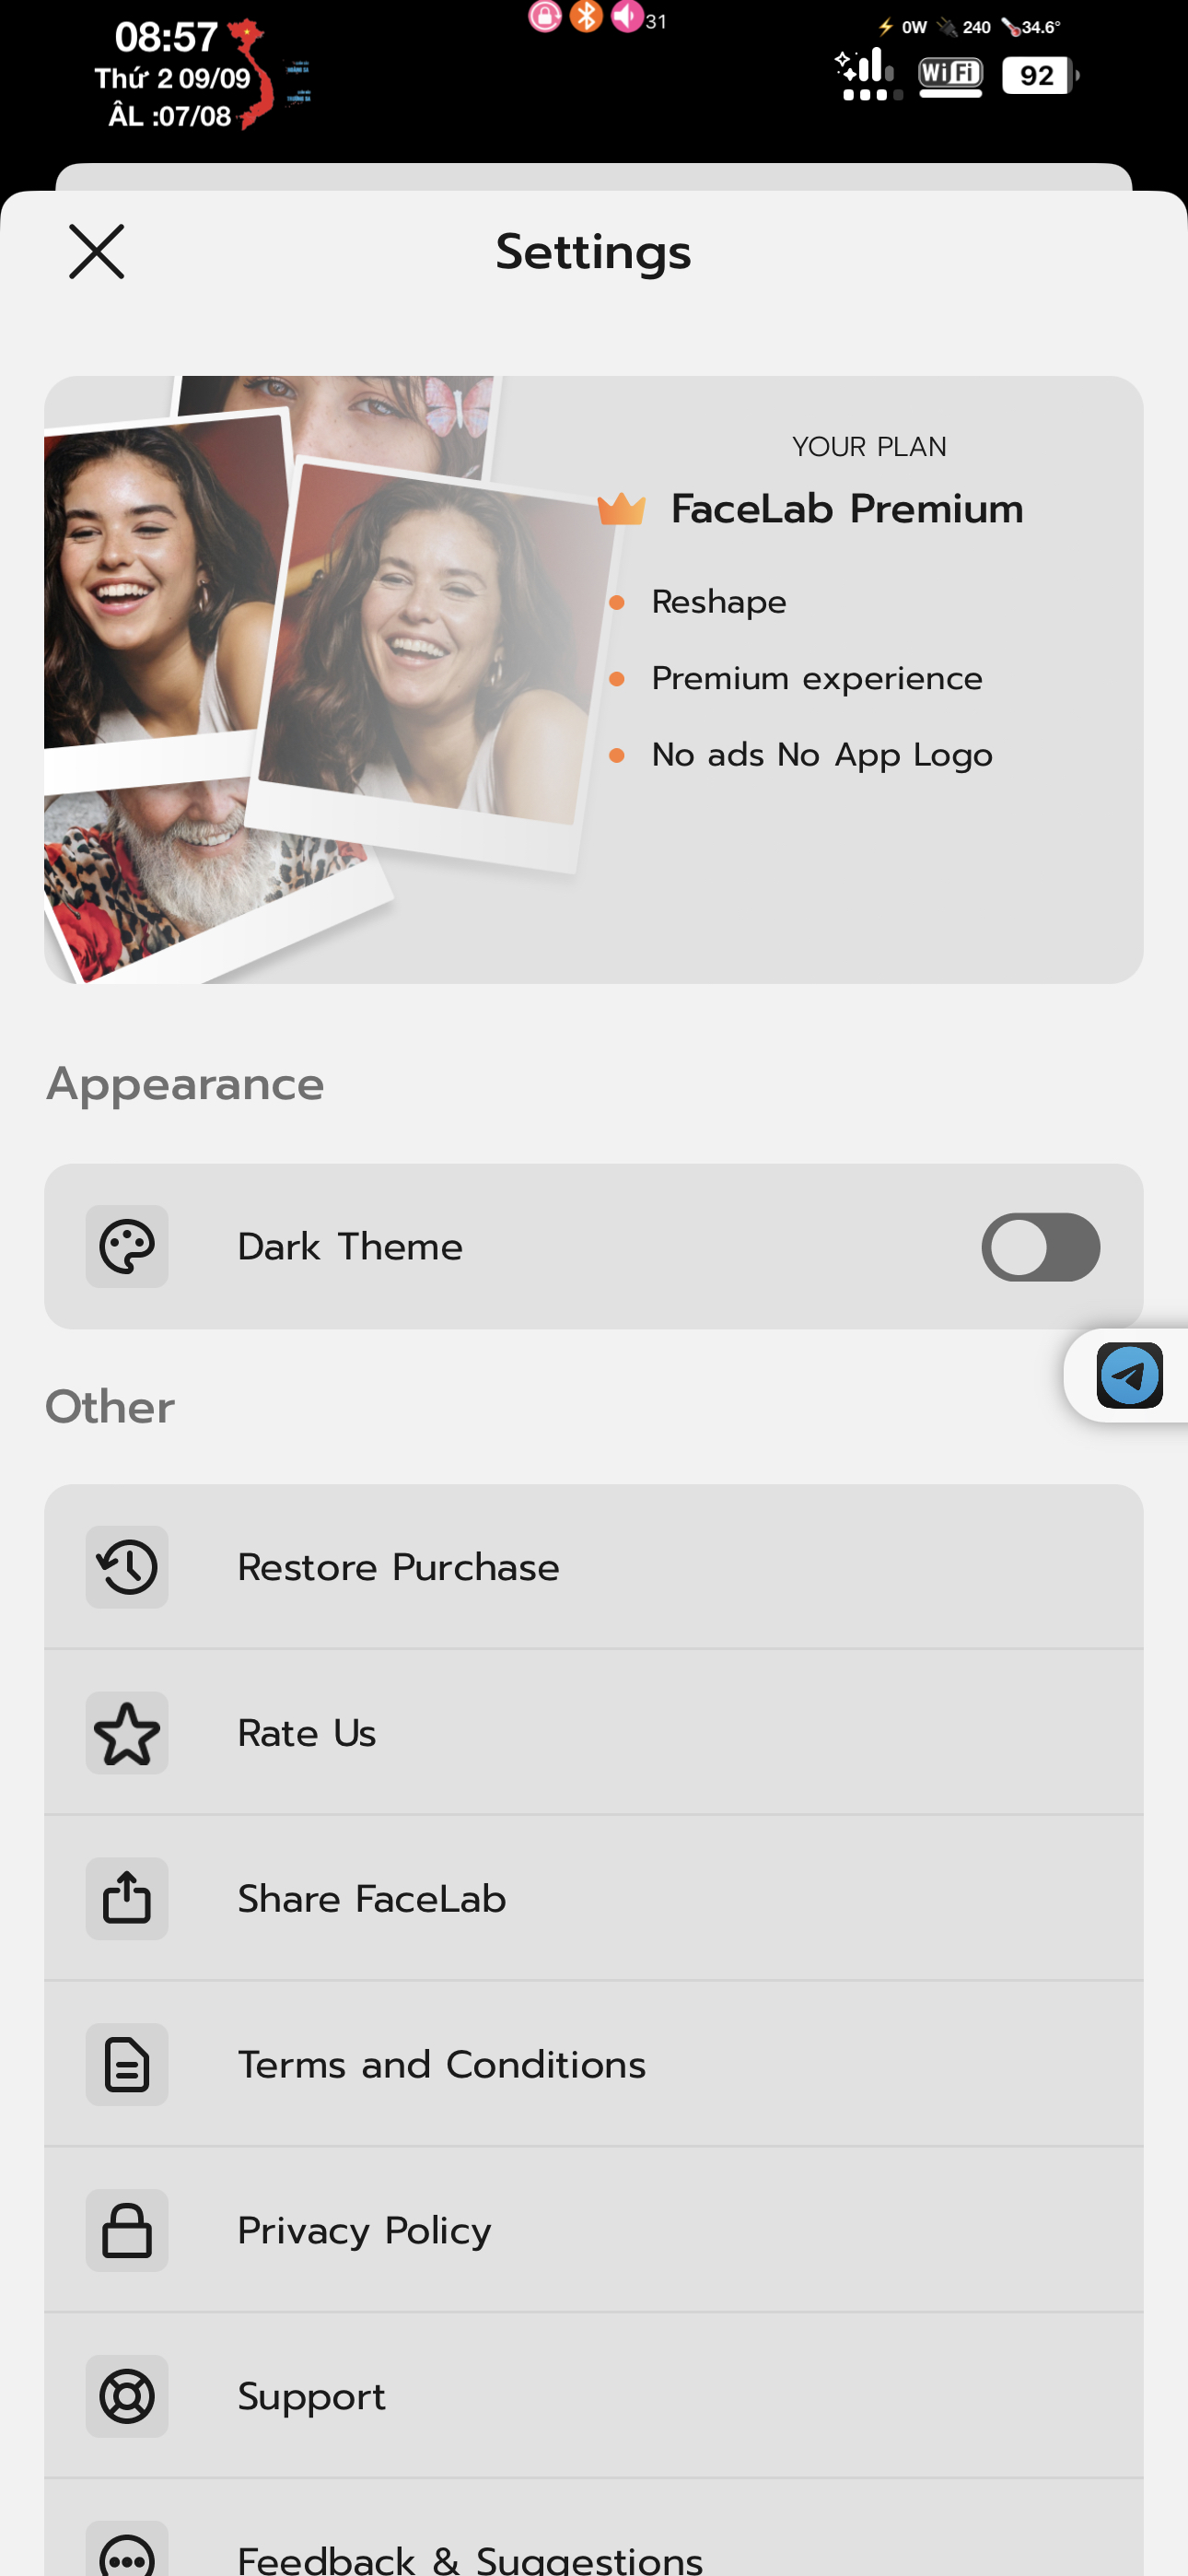 08:57
Thứ 2 09/09
ÂL :07/08
31
0W 240 34.6°
WiFi
92
Settings
YOUR PLAN
FaceLab Premium
Reshape
Premium experience
No ads No App Logo
Appearance
Dark Theme
Other
Restore Purchase
Rate Us
Share FaceLab
Terms and Conditions
Privacy Policy
Support
Feedback & Suggestions